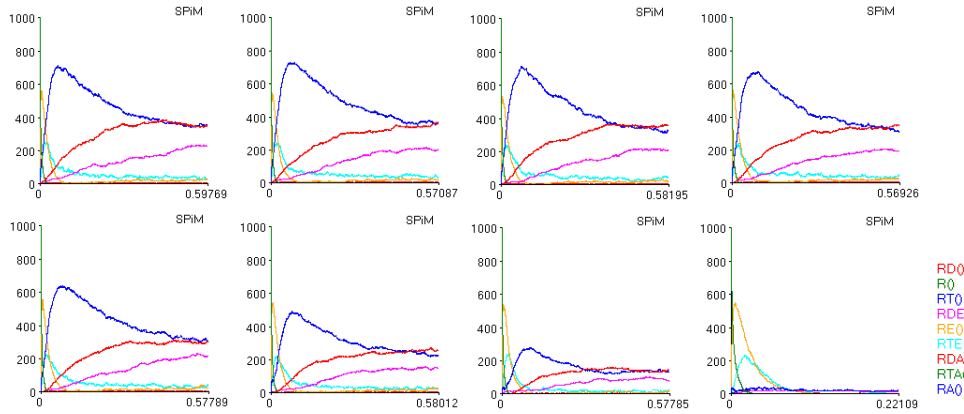 SPiM SPiM SPiM SPiM
1000 1000 1000 1000
800 800 800 800
600 600 600 600
400 400 400 400
200 200 200 200
0 0 0 0
0 0.59769 0 0.57087 0 0.58195 0 0.56926
SPiM SPiM SPiM SPiM
1000 1000 1000 1000
800 800 800 800
600 600 600 600
400 400 400 400
200 200 200 200
0 0 0 0
0 0.57789 0 0.58012 0 0.57785 0 0.22109
RD()
R()
RT()
RDE
RE()
RTE
RDA
RTA(
RA()